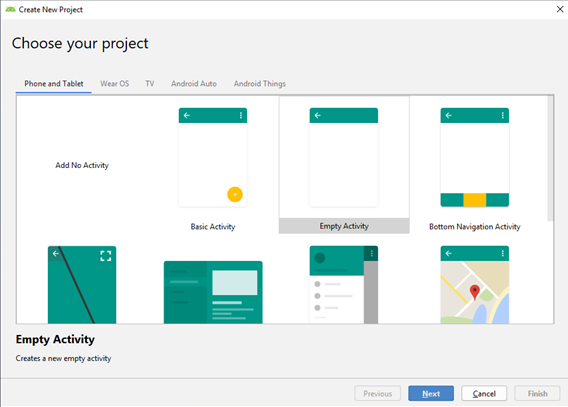 Create New Project
Choose your project
Phone and Tablet
Wear OS
TV
Android Auto
Android Things
Add No Activity
Basic Activity
Empty Activity
Bottom Navigation Activity
Empty Activity
Creates a new empty activity
Previous
Next
Cancel
Finish